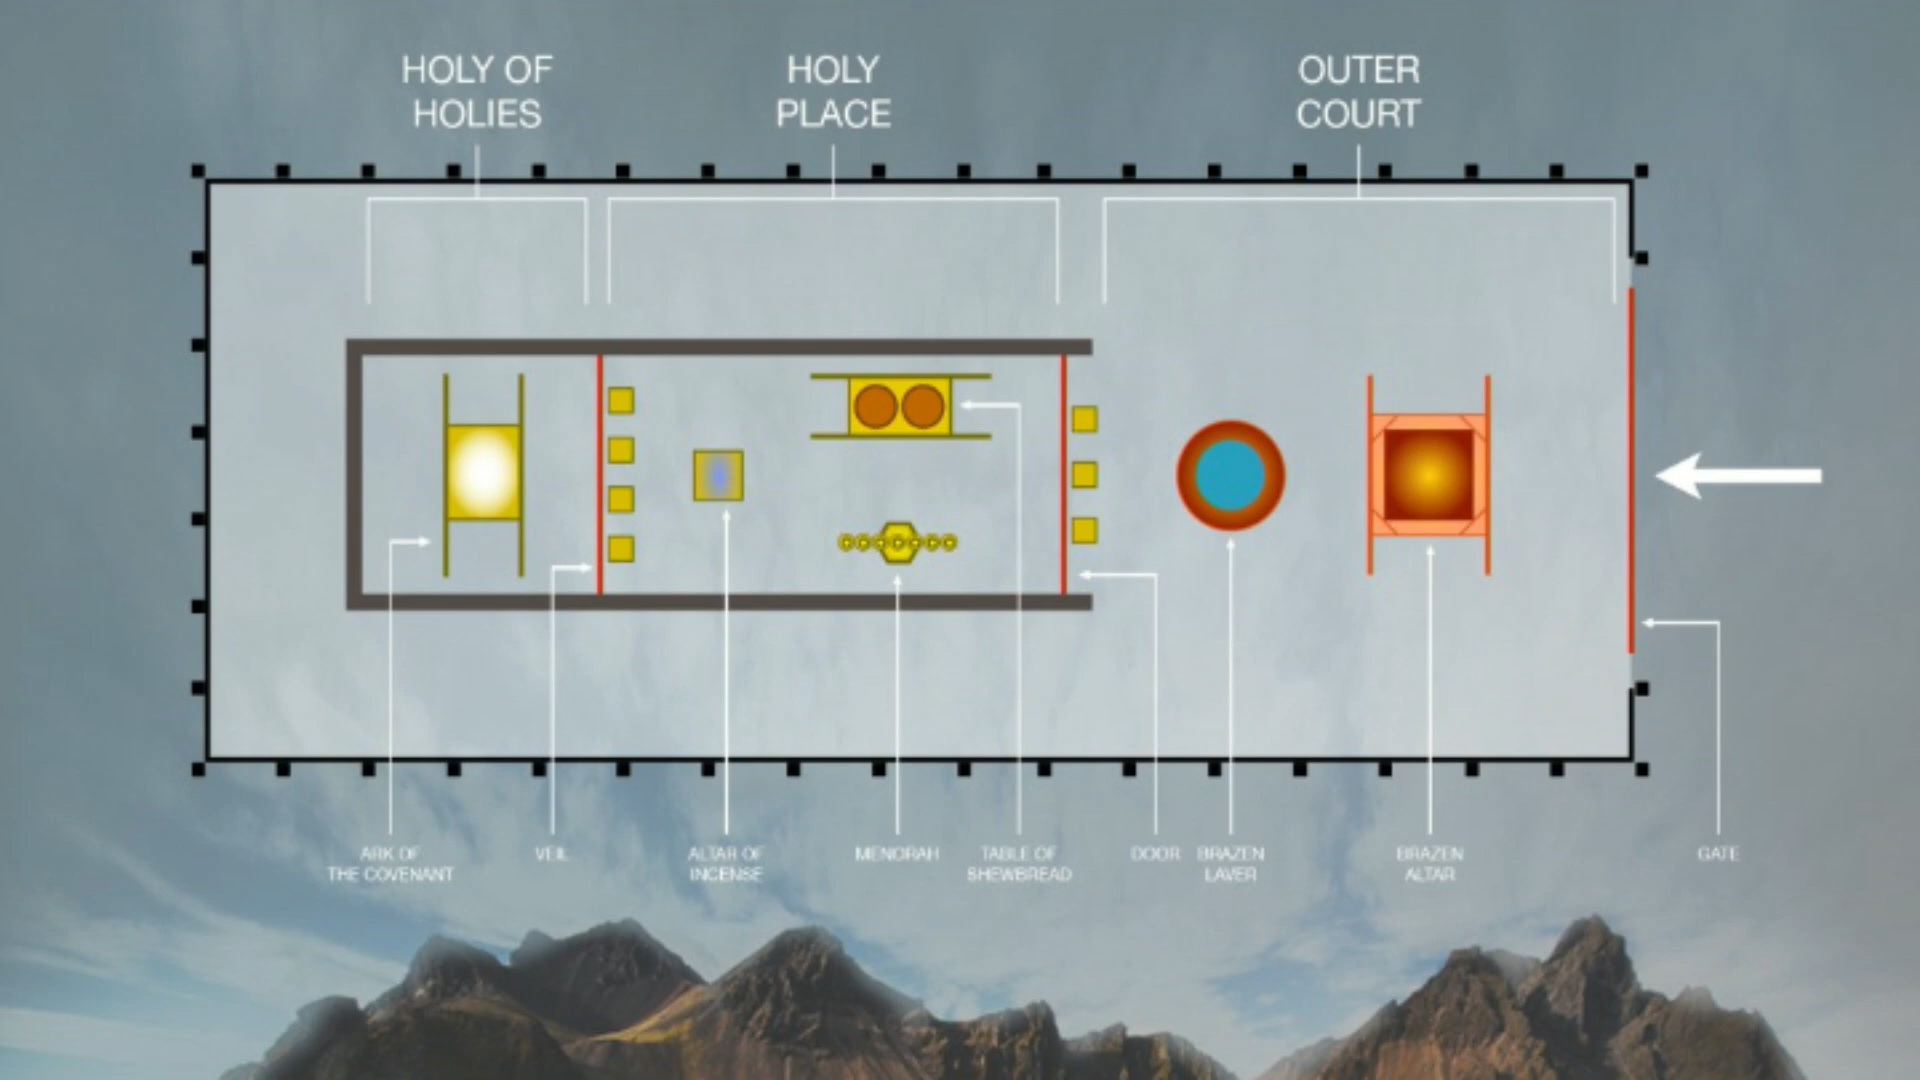 HOLY OF
HOLIES
HOLY
PLACE
OUTER
COURT
ARK OF
THE COVENANT
VEIL
ALTAR OF
INCENSE
MENORAH
TABLE OF
SHEWBREAD
DOOR
BRAZEN
LAVER
BRAZEN
ALTAR
GATE